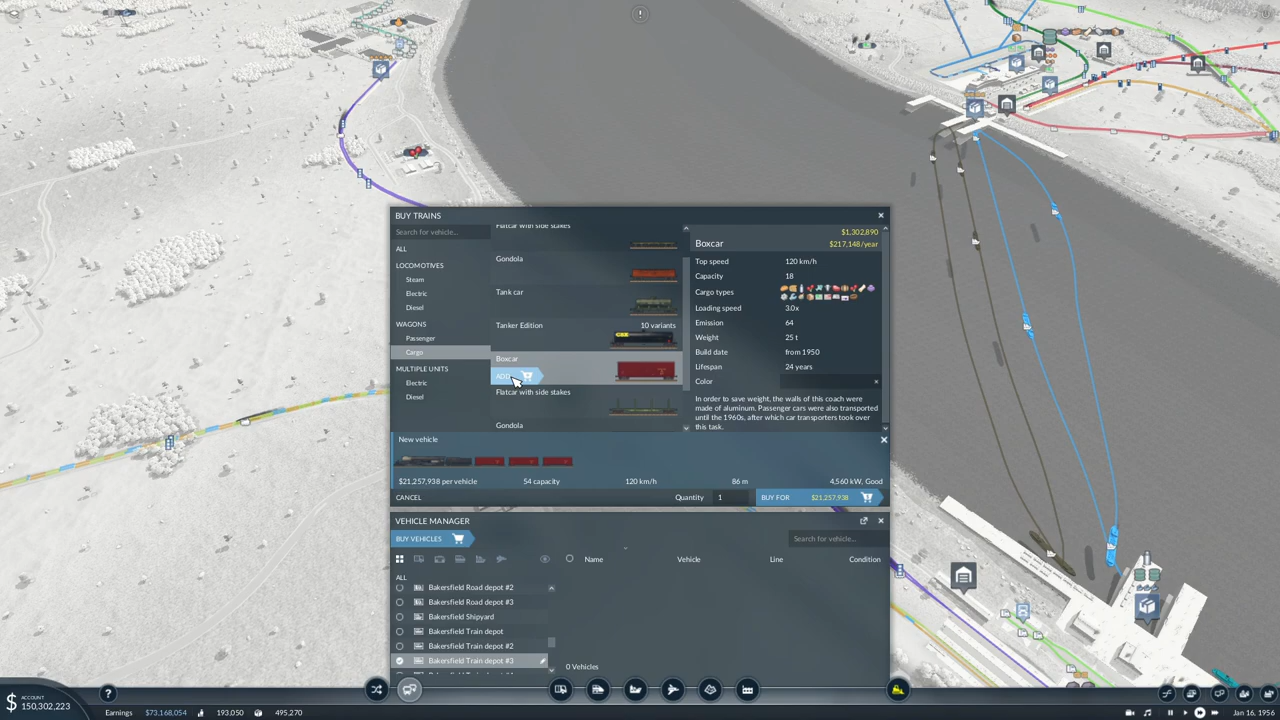 BUY TRAINS
Search for vehicle...
ALL
LOCOMOTIVES
Steam
Electric
Diesel
WAGONS
Passenger
Cargo
MULTIPLE UNITS
Electric
Diesel
Flatcar with side stakes
Gondola
Tank car
Tanker Edition 10 variants
Boxcar
ADD
Flatcar with side stakes
Gondola
$1,302,890
Boxcar $217,148/year
Top speed 120 km/h
Capacity 18
Cargo types
Loading speed 3.0x
Emission 64
Weight 25 t
Build date from 1950
Lifespan 24 years
Color
In order to save weight, the walls of this coach were
made of aluminum. Passenger cars were also transported
until the 1960s, after which car transporters took over
this task.
New vehicle
$21,257,938 per vehicle 54 capacity 120 km/h 86 m 4,560 kW, Good
CANCEL Quantity 1 BUY FOR $21,257,938
VEHICLE MANAGER
BUY VEHICLES Search for vehicle...
Name Vehicle Line Condition
ALL
Bakersfield Road depot #2
Bakersfield Road depot #3
Bakersfield Shipyard
Bakersfield Train depot
Bakersfield Train depot #2
Bakersfield Train depot #3
0 Vehicles
ACCOUNT
$ 150,302,223
Earnings $73,168,054 193,050 495,270
Jan 16, 1956